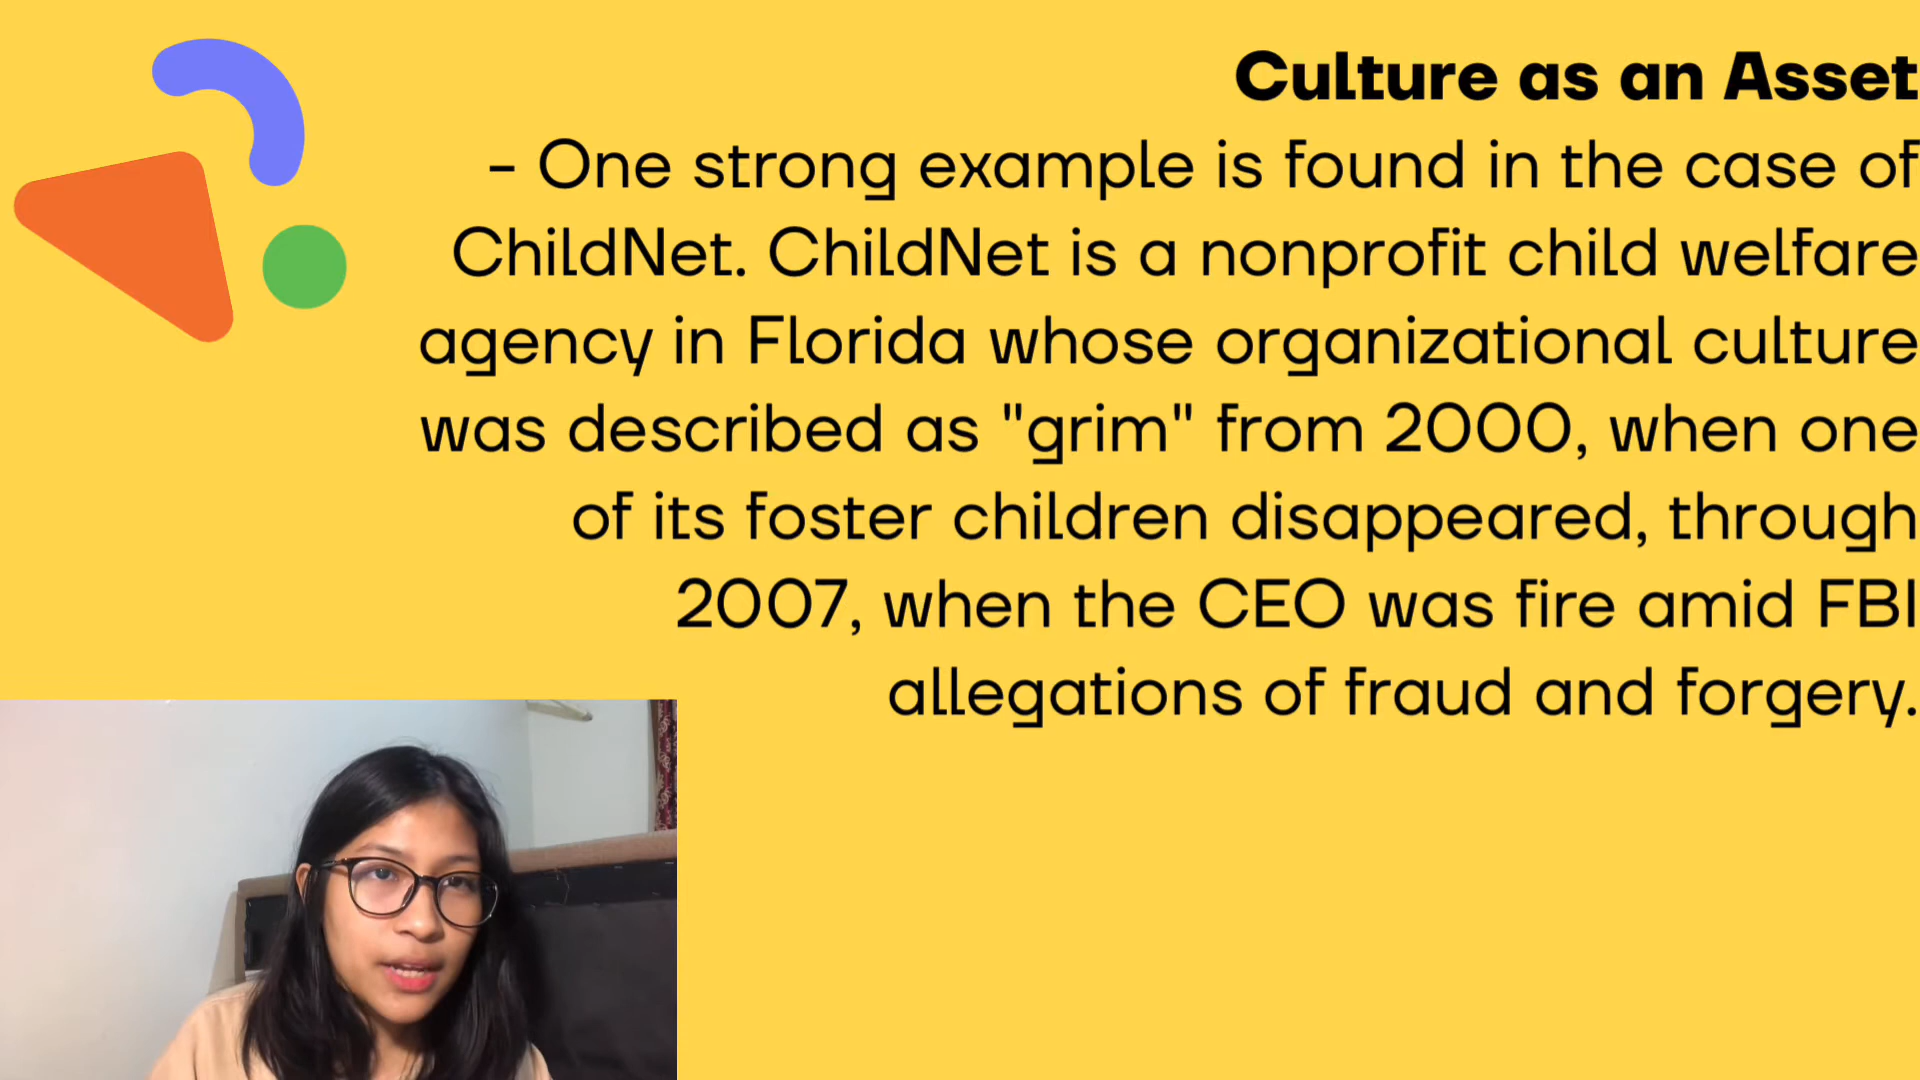 Culture as an Asset
- One strong example is found in the case of
ChildNet. ChildNet is a nonprofit child welfare
agency in Florida whose organizational culture
was described as "grim" from 2000, when one
of its foster children disappeared, through
2007, when the CEO was fire amid FBI
allegations of fraud and forgery.